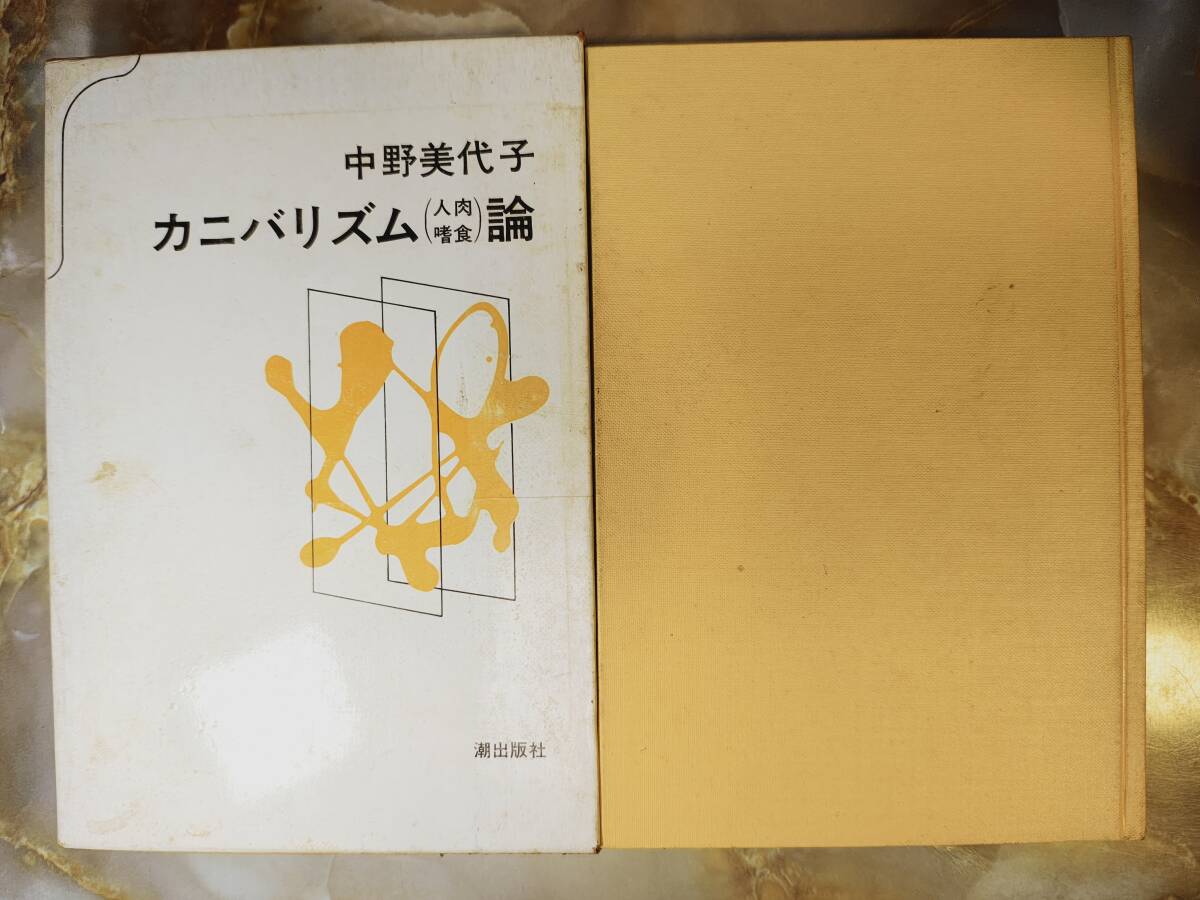 中野美代子
カニバリズム(人肉嗜食)論
潮出版社